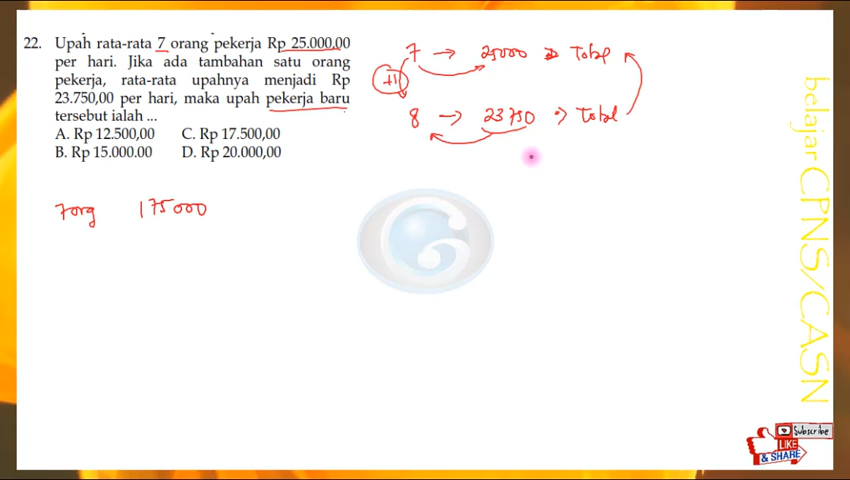 22. Upah rata-rata 7 orang pekerja Rp 25.000,00
per hari. Jika ada tambahan satu orang
pekerja, rata-rata upahnya menjadi Rp
23.750,00 per hari, maka upah pekerja baru
tersebut ialah ...
A. Rp 12.500,00 C. Rp 17.500,00
B. Rp 15.000.00 D. Rp 20.000,00
7 → 25000 → Total
+1
8 → 23750 → Total
7org 175000
belajar CPNS/CASN
Subscribe
LIKE
& SHARE